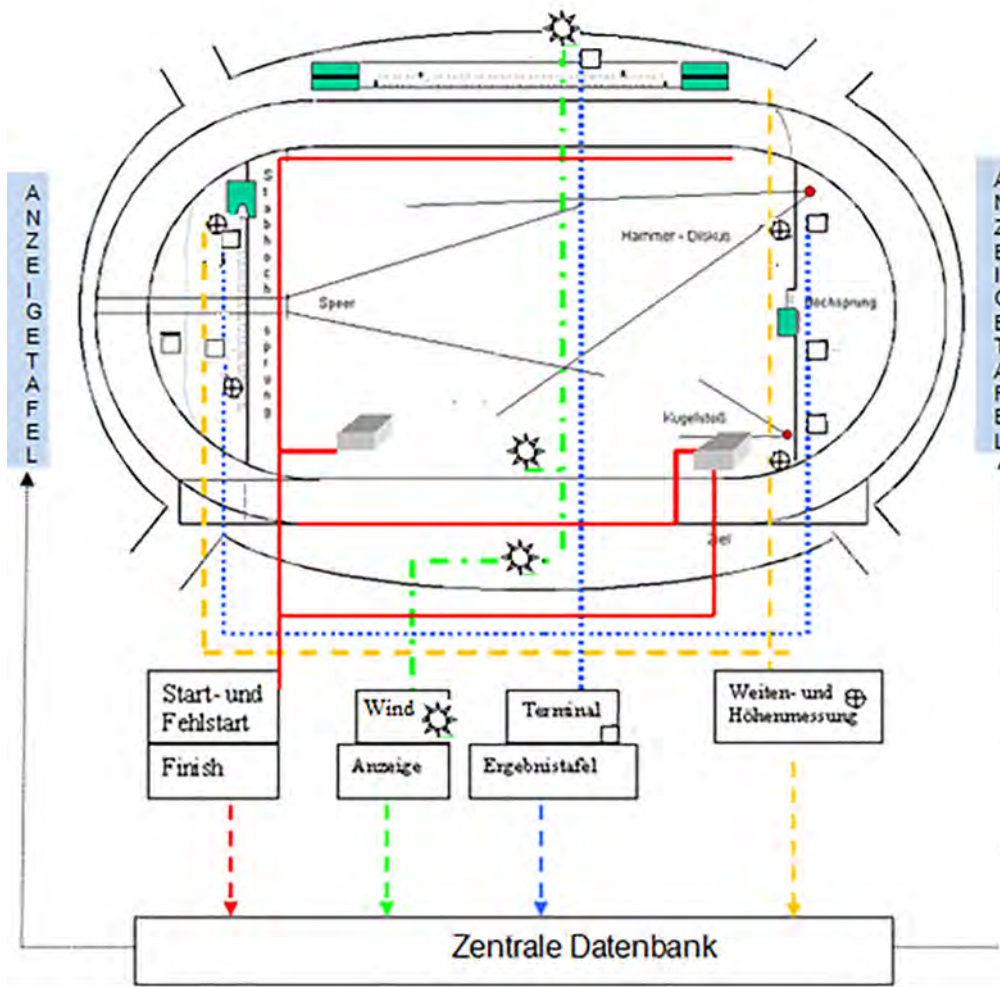 ANZEIGETAFEL
Stabhochsprung
Hammer - Diskus
Speer
Hochsprung
Kugelstoß
Ziel
ANZEIGETAFEL
Start- und
Fehlstart
Finish
Wind
Anzeige
Terminal
Ergebnistafel
Weiten- und
Höhenmessung
Zentrale Datenbank